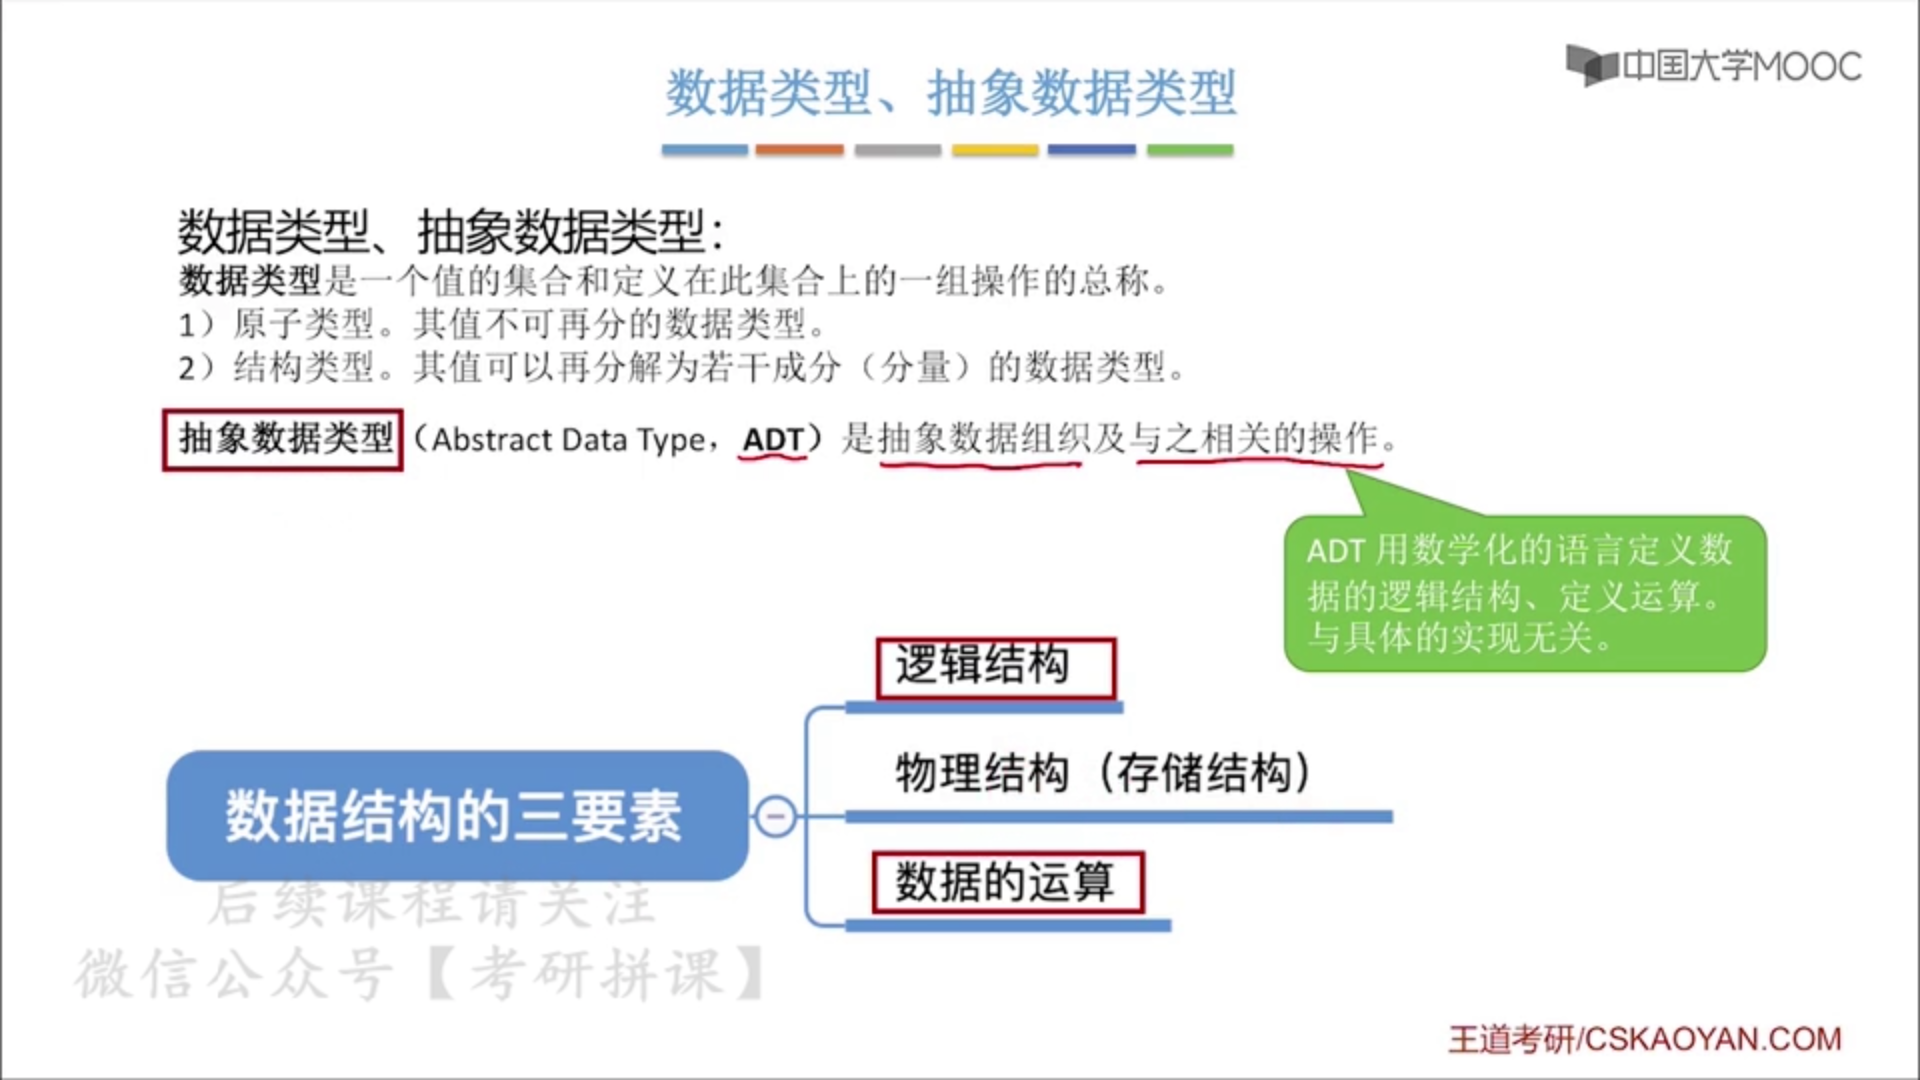 中国大学MOOC
数据类型、抽象数据类型
数据类型、抽象数据类型：
数据类型是一个值的集合和定义在此集合上的一组操作的总称。
1）原子类型。其值不可再分的数据类型。
2）结构类型。其值可以再分解为若干成分（分量）的数据类型。
抽象数据类型（Abstract Data Type，ADT）是抽象数据组织及与之相关的操作。
ADT 用数学化的语言定义数
据的逻辑结构、定义运算。
与具体的实现无关。
逻辑结构
物理结构（存储结构）
数据结构的三要素
数据的运算
后续课程请关注
微信公众号【考研拼课】
王道考研/CSKAOYAN.COM